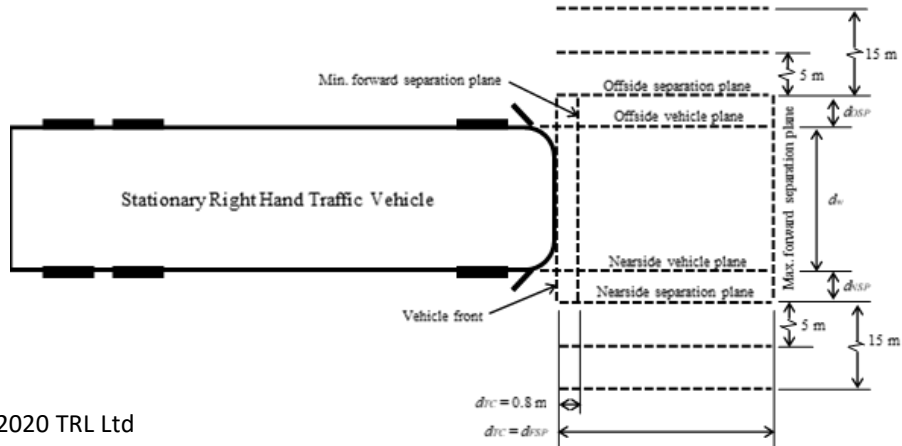 15 m
5 m
Min. forward separation plane
Offside separation plane
Offside vehicle plane
dOSP
Max. forward separation plane
Stationary Right Hand Traffic Vehicle
dw
Nearside vehicle plane
Nearside separation plane
dNSP
Vehicle front
5 m
15 m
dTC = 0.8 m
2020 TRL Ltd
dTC = dFSP